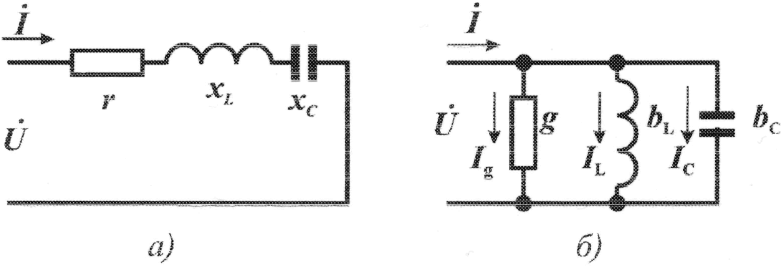 İ
r
x_L
x_C
U̇
а)
İ
U̇
g
I_g
b_L
I_L
I_C
b_C
б)